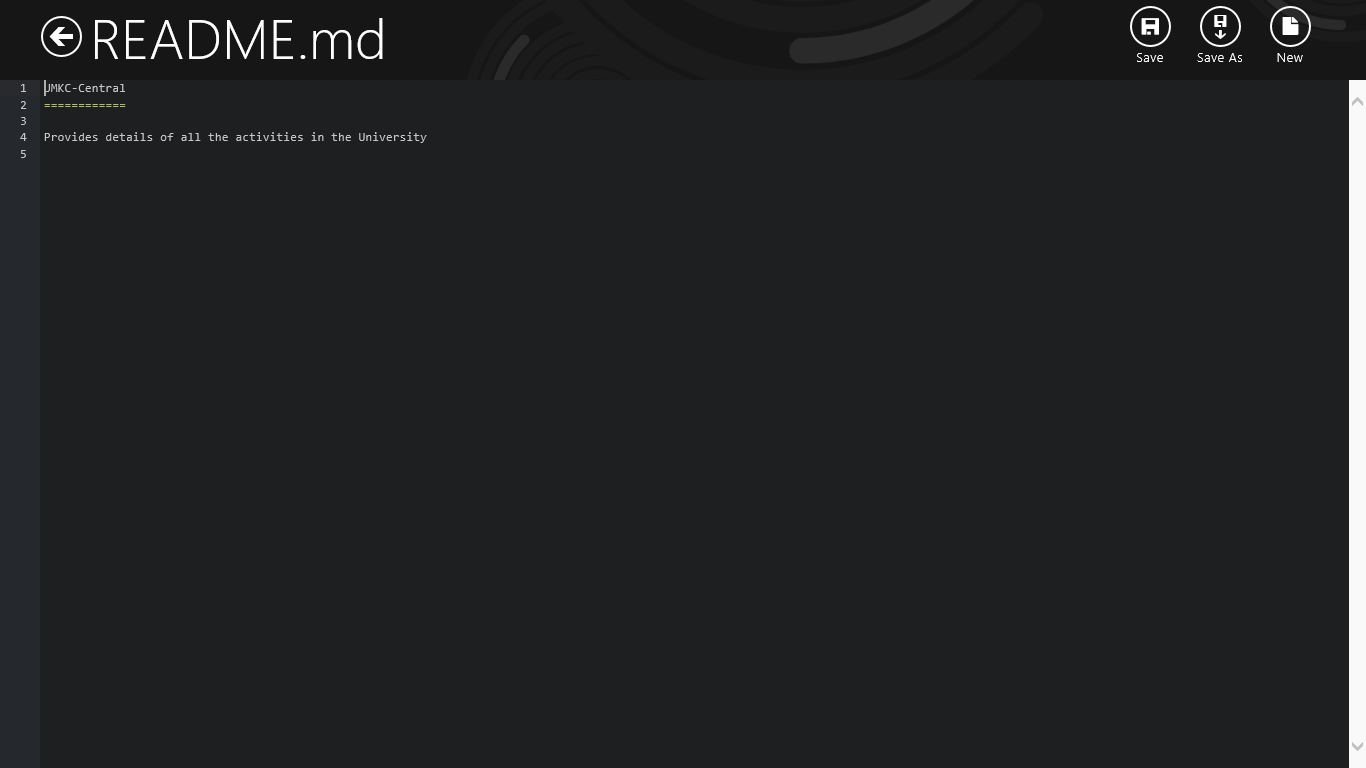 README.md
Save
Save As
New
1 UMKC-Central
2 ============
3
4 Provides details of all the activities in the University
5